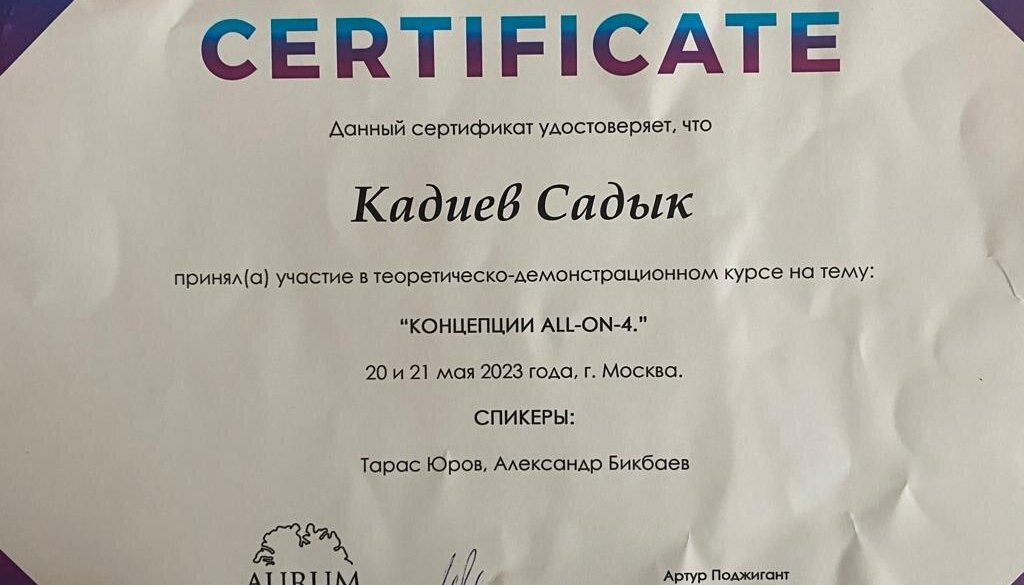 CERTIFICATE
Данный сертификат удостоверяет, что
Кадиев Садык
принял(а) участие в теоретическо-демонстрационном курсе на тему:
“КОНЦЕПЦИИ ALL-ON-4.”
20 и 21 мая 2023 года, г. Москва.
СПИКЕРЫ:
Тарас Юров, Александр Бикбаев
AURUM
Артур Поджигант